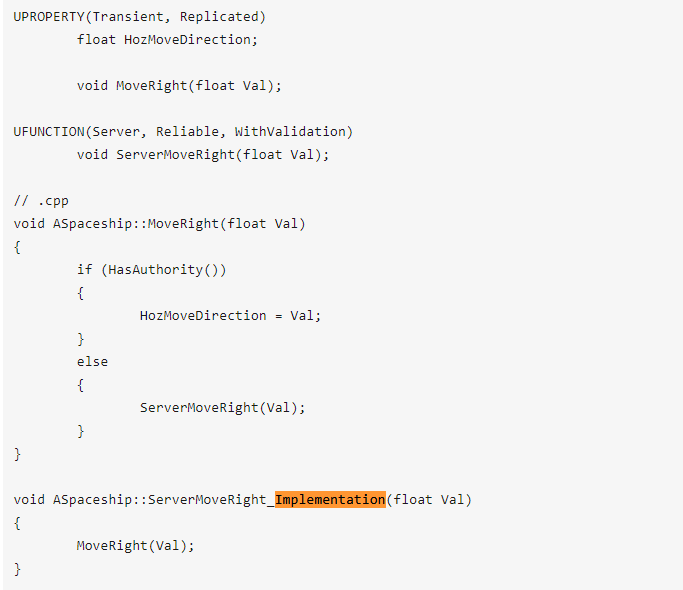 UPROPERTY(Transient, Replicated)
        float HozMoveDirection;

        void MoveRight(float Val);

UFUNCTION(Server, Reliable, WithValidation)
        void ServerMoveRight(float Val);

// .cpp
void ASpaceship::MoveRight(float Val)
{
        if (HasAuthority())
        {
                HozMoveDirection = Val;
        }
        else
        {
                ServerMoveRight(Val);
        }
}

void ASpaceship::ServerMoveRight_Implementation(float Val)
{
        MoveRight(Val);
}